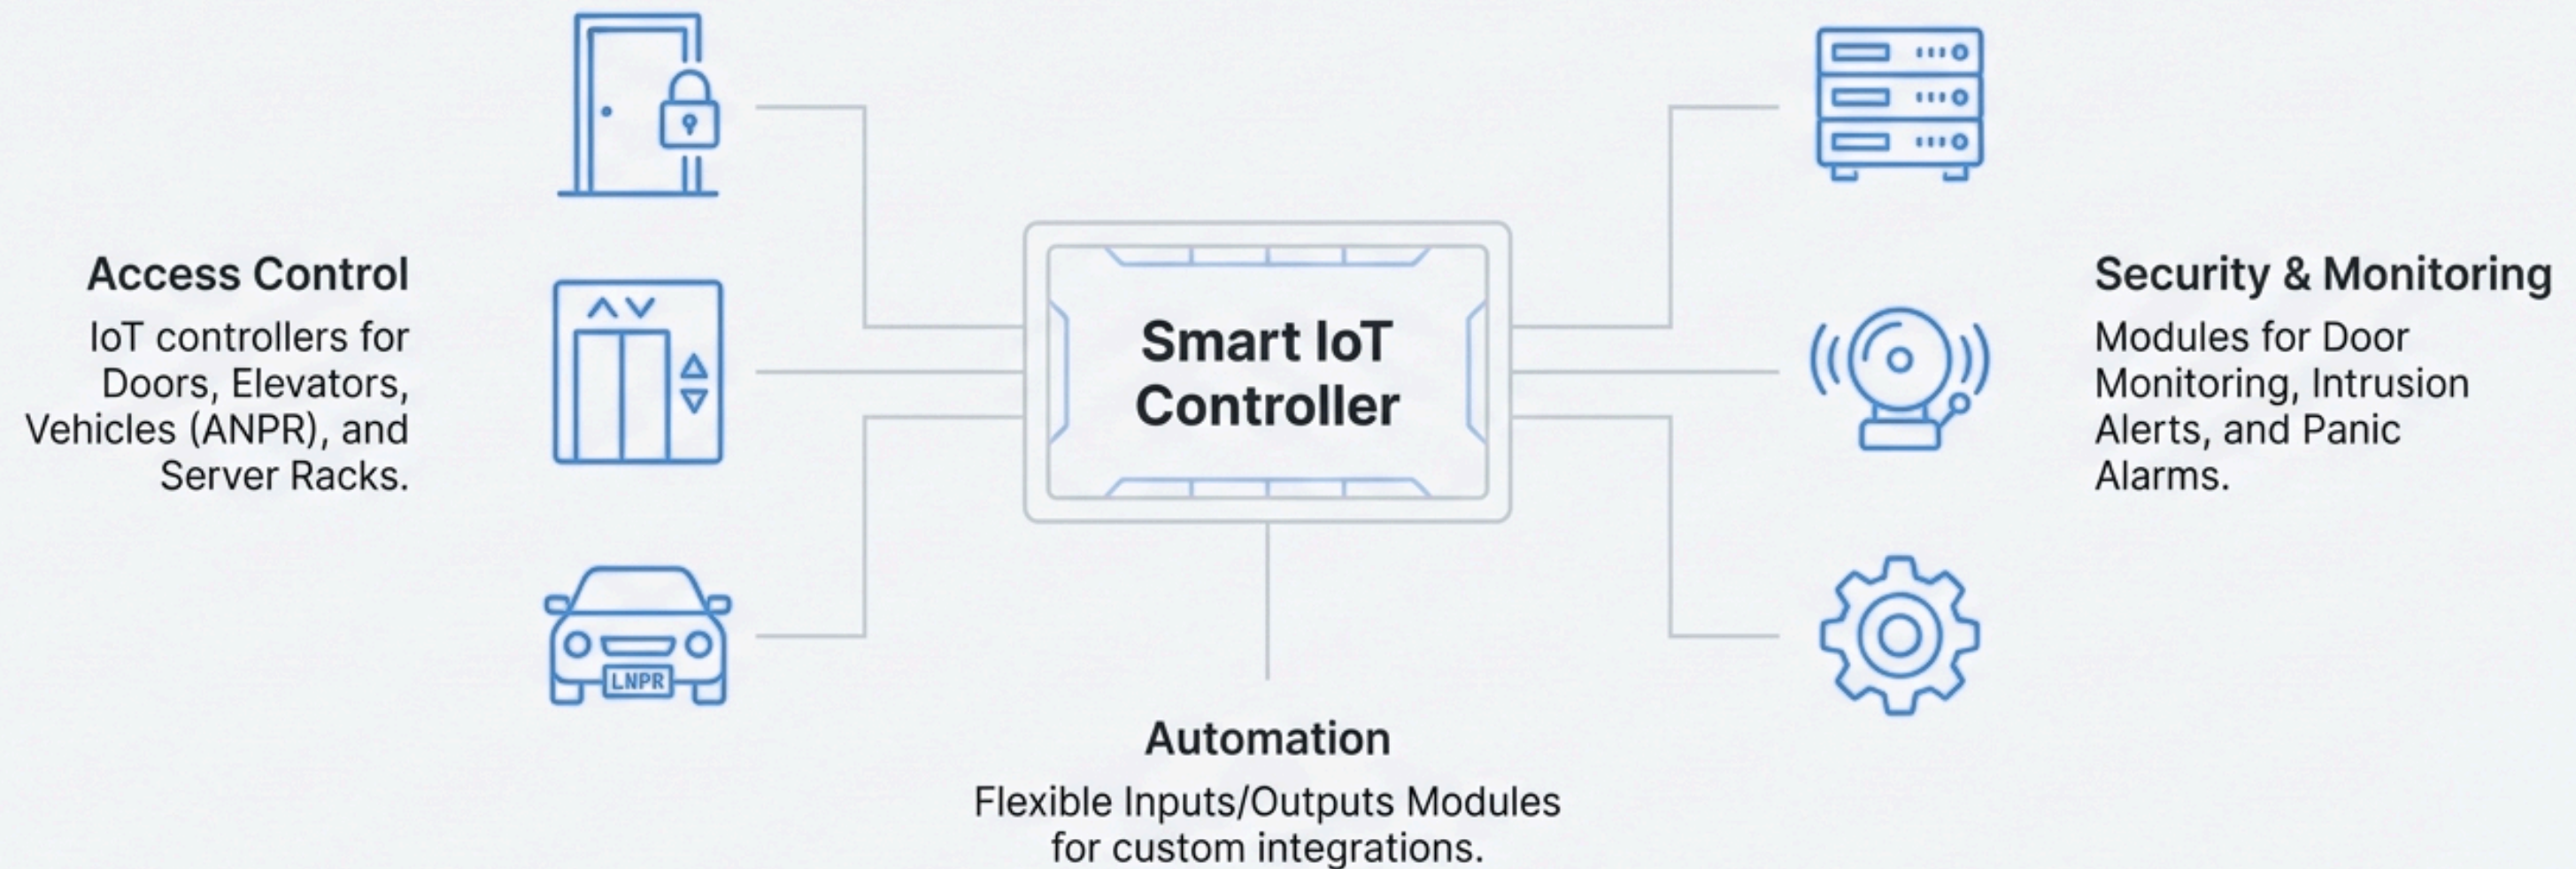 Access Control
IoT controllers for
Doors, Elevators,
Vehicles (ANPR), and
Server Racks.
LNPR
Smart IoT
Controller
Automation
Flexible Inputs/Outputs Modules
for custom integrations.
Security & Monitoring
Modules for Door
Monitoring, Intrusion
Alerts, and Panic
Alarms.